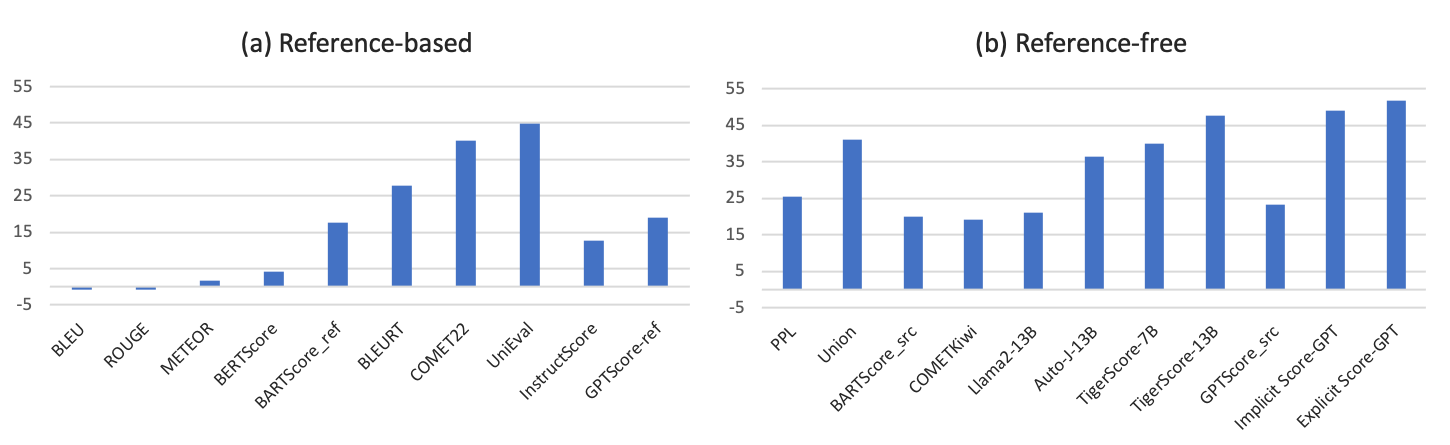 (a) Reference-based
55
45
35
25
15
5
-5
BLEU
ROUGE
METEOR
BERTScore
BARTScore_ref
BLEURT
COMET22
UniEval
InstructScore
GPTScore-ref
(b) Reference-free
55
45
35
25
15
5
-5
PPL
Union
BARTScore_src
COMETKiwi
Llama2-13B
Auto-J-13B
TigerScore-7B
TigerScore-13B
GPTScore_src
Implicit Score-GPT
Explicit Score-GPT